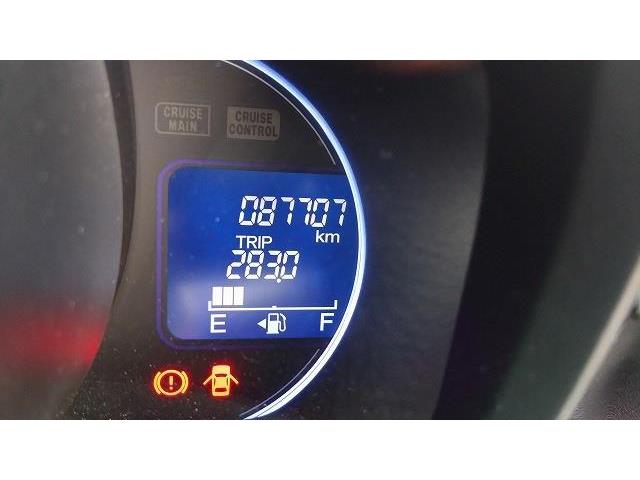 CRUISE
MAIN
CRUISE
CONTROL
087707
km
TRIP
283.0
E F